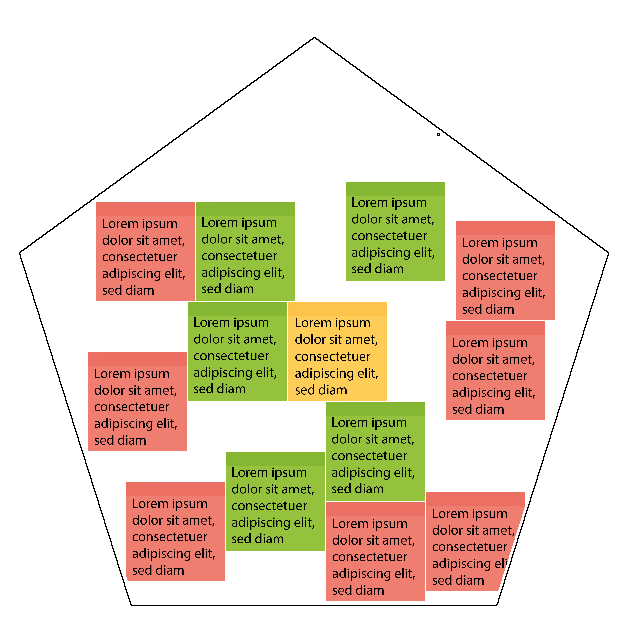 Lorem ipsum
dolor sit amet,
consectetuer
adipiscing elit,
sed diam
Lorem ipsum
dolor sit amet,
consectetuer
adipiscing elit,
sed diam
Lorem ipsum
dolor sit amet,
consectetuer
adipiscing elit,
sed diam
Lorem ipsum
dolor sit amet,
consectetuer
adipiscing elit,
sed diam
Lorem ipsum
dolor sit amet,
consectetuer
adipiscing elit,
sed diam
Lorem ipsum
dolor sit amet,
consectetuer
adipiscing elit,
sed diam
Lorem ipsum
dolor sit amet,
consectetuer
adipiscing elit,
sed diam
Lorem ipsum
dolor sit amet,
consectetuer
adipiscing elit,
sed diam
Lorem ipsum
dolor sit amet,
consectetuer
adipiscing elit,
sed diam
Lorem ipsum
dolor sit amet,
consectetuer
adipiscing elit,
sed diam
Lorem ipsum
dolor sit amet,
consectetuer
adipiscing elit,
sed diam
Lorem ipsum
dolor sit amet,
consectetuer
adipiscing elit,
sed diam
Lorem ipsum
dolor sit amet,
consectetuer
adipiscing
sed diam